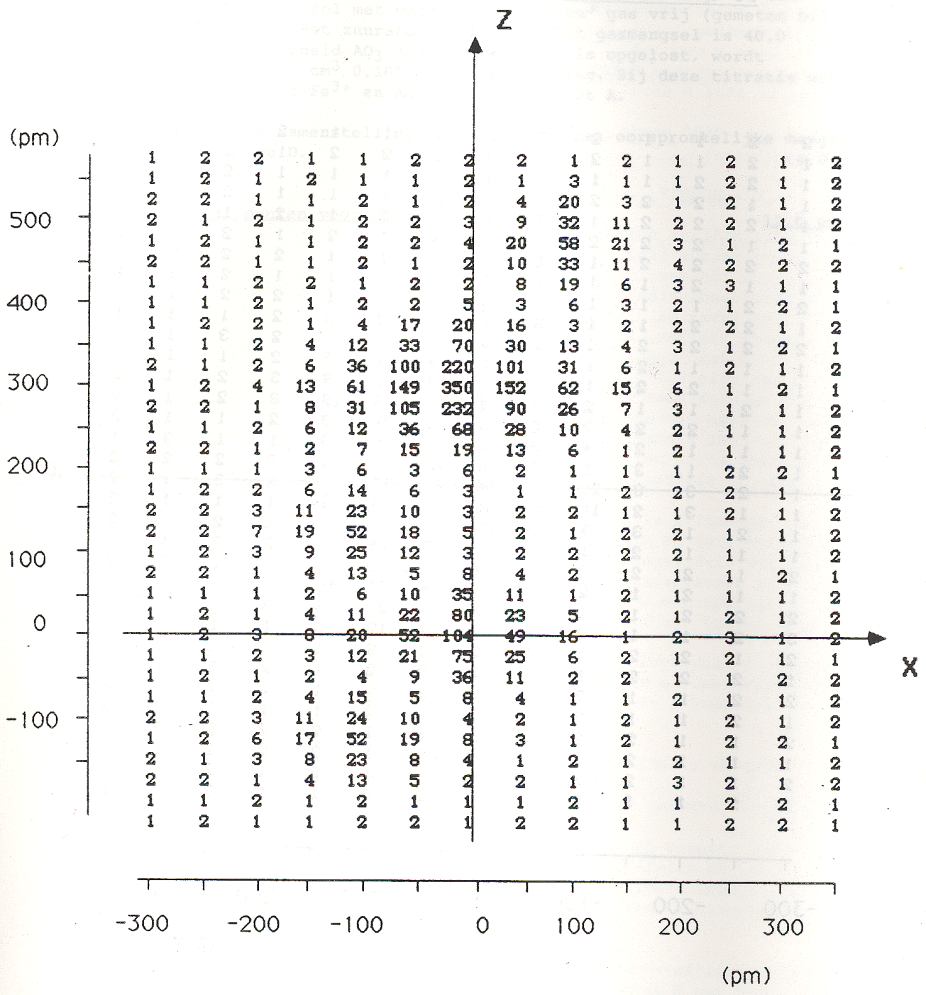 Z
(pm)
1 2 2 1 1 2 2 2 1 2 1 2 1 2
1 2 1 2 1 1 2 1 3 1 1 2 1 2
2 2 1 1 2 1 2 4 20 3 1 2 1 2
500 2 1 2 1 2 2 3 9 32 11 2 2 1 2
1 2 1 1 2 2 4 20 58 21 3 1 2 1
2 2 1 1 2 1 2 10 33 11 4 2 2 2
1 1 2 2 1 2 2 8 19 6 3 3 1 1
400 1 1 2 1 2 2 5 3 6 3 2 1 2 1
1 2 2 1 4 17 20 16 3 2 2 2 1 2
1 1 2 4 12 33 70 30 13 4 3 1 2 1
2 1 2 6 36 100 220 101 31 6 1 2 1 2
300 1 2 4 13 61 149 350 152 62 15 6 1 2 1
2 2 1 8 31 105 232 90 26 7 3 1 1 2
1 1 2 6 12 36 68 28 10 4 2 1 1 2
2 2 1 2 7 15 19 13 6 1 2 1 1 2
200 1 1 1 3 6 3 6 2 1 1 1 2 2 1
1 2 2 6 14 6 3 1 1 2 2 2 1 2
2 2 3 11 23 10 3 2 2 1 1 2 1 1
2 2 7 19 52 18 5 2 1 2 2 1 1 2
100 1 2 3 9 25 12 3 2 2 2 2 1 1 2
2 2 1 4 13 5 8 4 2 1 1 1 2 1
1 1 1 2 6 10 35 11 1 2 1 1 1 2
0 1 2 1 4 11 22 80 23 5 2 1 2 1 2
1 2 3 8 20 52 104 49 16 1 2 3 1 2
1 1 2 3 12 21 75 25 6 2 1 2 1 1
X
1 2 1 2 4 9 36 11 2 2 1 1 2 2
1 1 2 4 15 5 8 4 1 1 2 1 1 2
-100 2 2 3 11 24 10 4 2 1 2 1 2 1 2
1 2 6 17 52 19 8 3 1 2 1 2 2 1
2 1 3 8 23 8 4 1 2 1 2 1 1 2
2 2 1 4 13 5 2 2 1 1 3 2 1 2
1 1 2 1 2 1 1 1 2 1 1 2 2 1
1 2 1 1 2 2 1 2 2 1 1 2 2 1
-300 -200 -100 0 100 200 300
(pm)